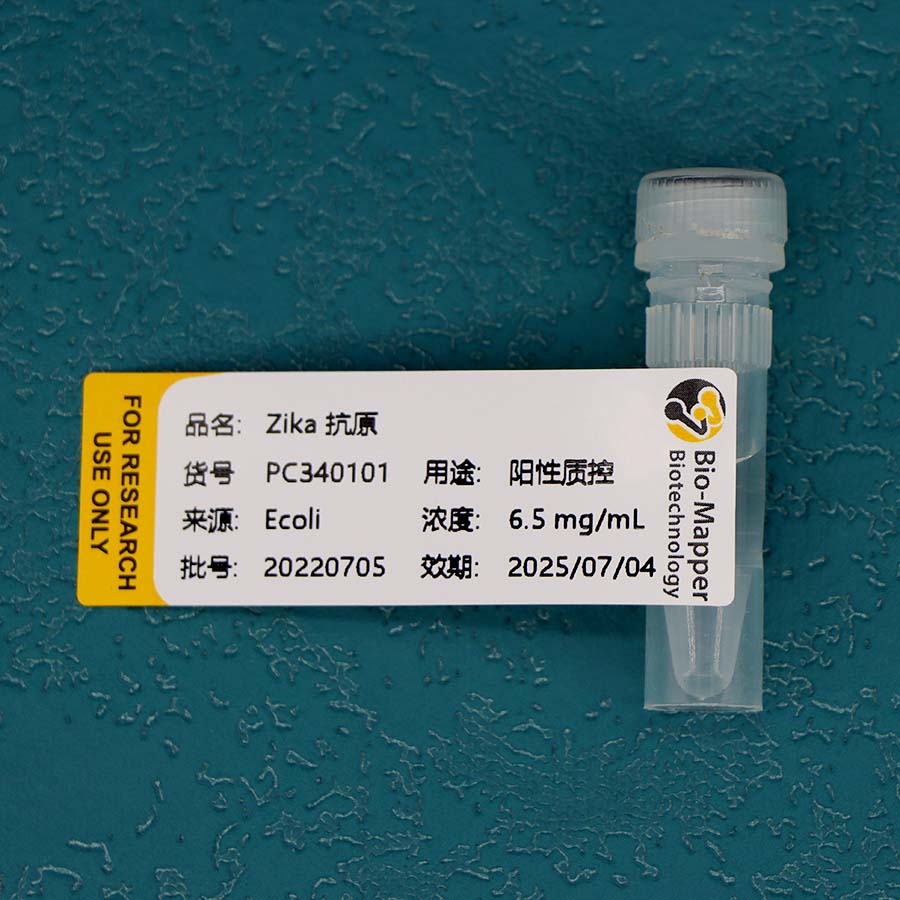 FOR RESEARCH
USE ONLY
品名: Zika 抗原
货号 PC340101 用途: 阳性质控
来源: Ecoli 浓度: 6.5 mg/mL
批号: 20220705 效期: 2025/07/04
Bio-Mapper
Biotechnology